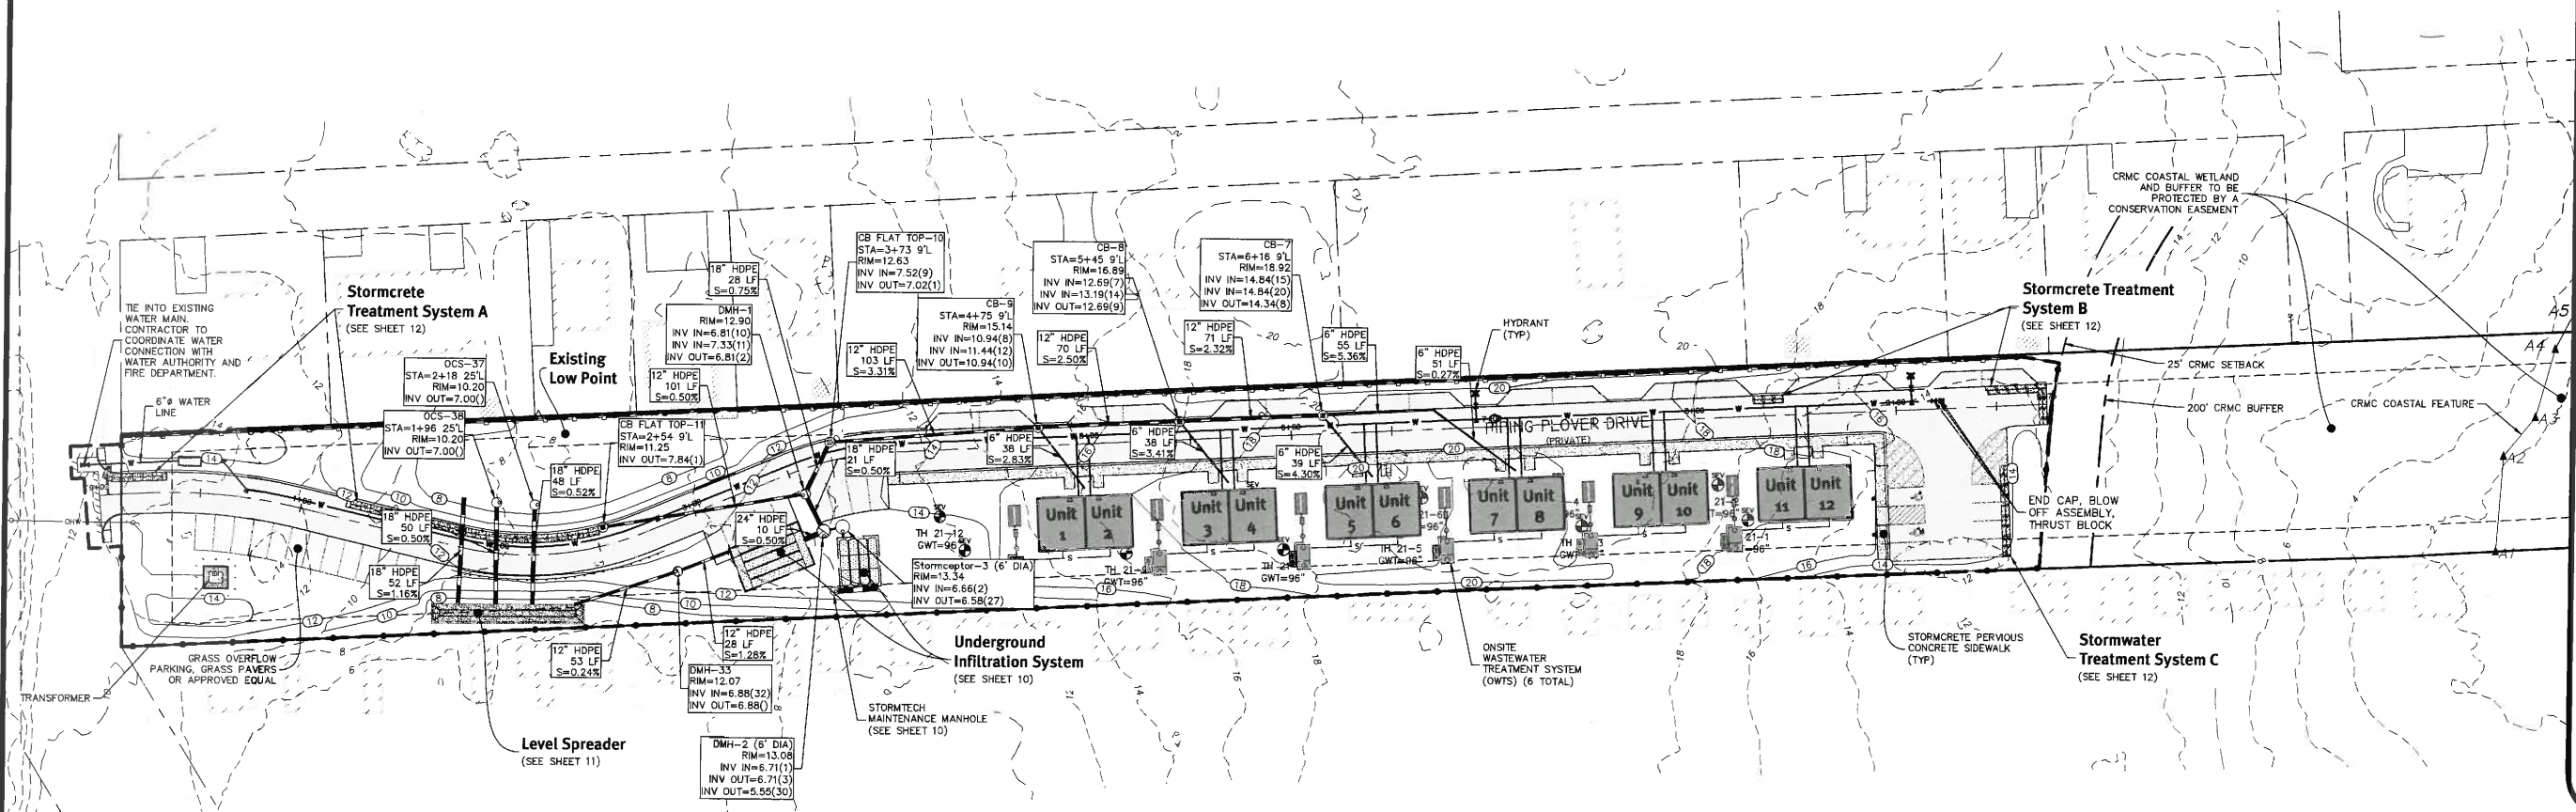 CRMC COASTAL WETLAND
AND BUFFER TO BE
PROTECTED BY A
CONSERVATION EASEMENT
TIE INTO EXISTING
WATER MAIN.
CONTRACTOR TO
COORDINATE WATER
CONNECTION WITH
WATER AUTHORITY AND
FIRE DEPARTMENT.
6"ø WATER
LINE
Stormcrete
Treatment System A
(SEE SHEET 12)
OCS-37
STA=2+18 25'L
RIM=10.20
INV OUT=7.00()
OCS-38
STA=1+96 25'L
RIM=10.20
INV OUT=7.00()
Existing
Low Point
18" HDPE
48 LF
S=0.52%
CB FLAT TOP-11
STA=2+54 9'L
RIM=11.25
INV OUT=7.84(1)
12" HDPE
101 LF
S=0.50%
18" HDPE
28 LF
S=0.75%
DMH-1
RIM=12.90
INV IN=6.81(10)
INV IN=7.33(11)
INV OUT=6.81(2)
CB FLAT TOP-10
STA=3+73 9'L
RIM=12.63
INV IN=7.52(9)
INV OUT=7.02(1)
12" HDPE
103 LF
S=3.31%
CB-9
STA=4+75 9'L
RIM=15.14
INV IN=10.94(8)
INV IN=11.44(12)
INV OUT=10.94(10)
CB-8
STA=5+45 9'L
RIM=16.89
INV IN=12.69(7)
INV IN=13.19(14)
INV OUT=12.69(9)
12" HDPE
70 LF
S=2.50%
CB-7
STA=6+16 9'L
RIM=18.92
INV IN=14.84(15)
INV IN=14.84(20)
INV OUT=14.34(8)
12" HDPE
71 LF
S=2.32%
6" HDPE
55 LF
S=5.36%
6" HDPE
51 LF
S=0.27%
HYDRANT
(TYP)
Stormcrete Treatment
System B
(SEE SHEET 12)
25' CRMC SETBACK
200' CRMC BUFFER
CRMC COASTAL FEATURE
A5
A4
A3
A2
A1
18" HDPE
21 LF
S=0.50%
6" HDPE
38 LF
S=2.63%
6" HDPE
38 LF
S=3.41%
6" HDPE
39 LF
S=4.30%
PIPING PLOVER DRIVE
(PRIVATE)
Unit
1
Unit
2
Unit
3
Unit
4
Unit
5
Unit
6
Unit
7
Unit
8
Unit
9
Unit
10
Unit
11
Unit
12
END CAP, BLOW
OFF ASSEMBLY,
THRUST BLOCK
18" HDPE
50 LF
S=0.50%
18" HDPE
52 LF
S=1.16%
24" HDPE
10 LF
S=0.50%
TH 21-12
GWT=96"
TH 21-5
Stormceptor-3 (6' DIA)
RIM=13.34
INV IN=6.66(2)
INV OUT=6.58(27)
GRASS OVERFLOW
PARKING, GRASS PAVERS
OR APPROVED EQUAL
TRANSFORMER
12" HDPE
53 LF
S=0.24%
12" HDPE
28 LF
S=1.28%
DMH-33
RIM=12.07
INV IN=6.88(32)
INV OUT=6.88()
Underground
Infiltration System
(SEE SHEET 10)
STORMTECH
MAINTENANCE MANHOLE
(SEE SHEET 10)
Level Spreader
(SEE SHEET 11)
DMH-2 (6' DIA)
RIM=13.08
INV IN=6.71(1)
INV OUT=6.71(3)
INV OUT=5.55(30)
ONSITE
WASTEWATER
TREATMENT SYSTEM
(OWTS) (6 TOTAL)
STORMCRETE PERVIOUS
CONCRETE SIDEWALK
(TYP)
Stormwater
Treatment System C
(SEE SHEET 12)